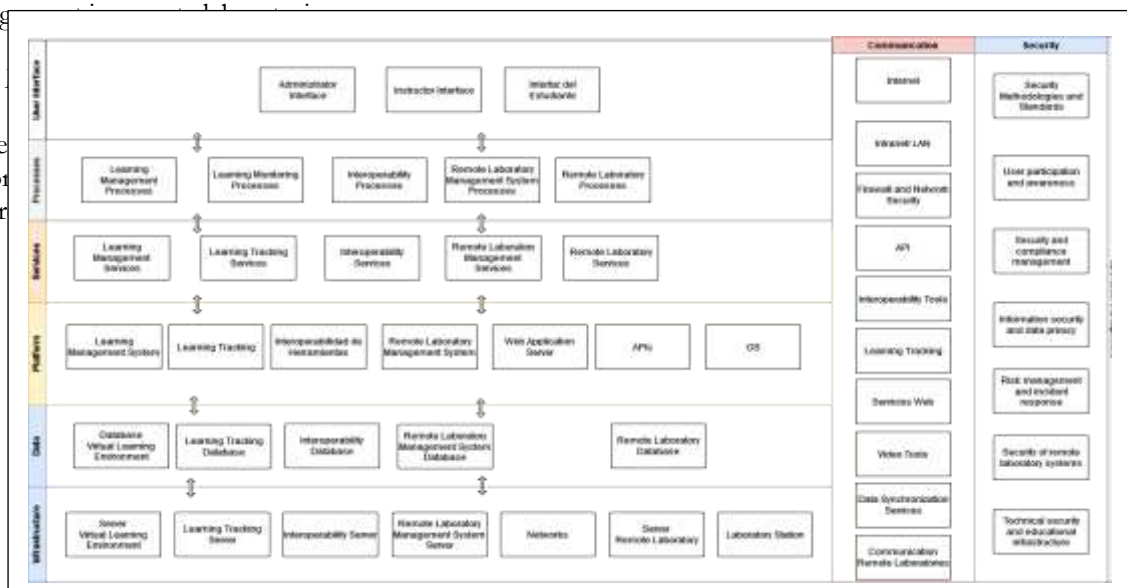 Communication
Security
User Interface
Administrator
Interface
Instructor Interface
Interfaz del
Estudiante
Processes
Learning
Management
Processes
Learning Monitoring
Processes
Interoperability
Processes
Remote Laboratory
Management System
Processes
Remote Laboratory
Processes
Services
Learning
Management
Services
Learning Tracking
Services
Interoperability
Services
Remote Laboratory
Management
Services
Remote Laboratory
Services
Platform
Learning
Management System
Learning Tracking
Interoperabilidad de
Herramientas
Remote Laboratory
Management System
Web Application
Server
APIs
OS
Data
Database
Virtual Learning
Environment
Learning Tracking
Database
Interoperability
Database
Remote Laboratory
Management System
Database
Remote Laboratory
Database
Infrastructure
Server
Virtual Learning
Environment
Learning Tracking
Server
Interoperability Server
Remote Laboratory
Management System
Server
Networks
Server
Remote Laboratory
Laboratory Station
Internet
Intranet/ LAN
Firewall and Network
Security
API
Interoperability Tools
Learning Tracking
Services Web
Video Tools
Data Synchronization
Services
Communication
Remote Laboratories
Security
Methodologies and
Standards
User participation
and awareness
Security and
compliance
management
Information security
and data privacy
Risk management
and incident
response
Security of remote
laboratory systems
Technical security
and educational
infrastructure